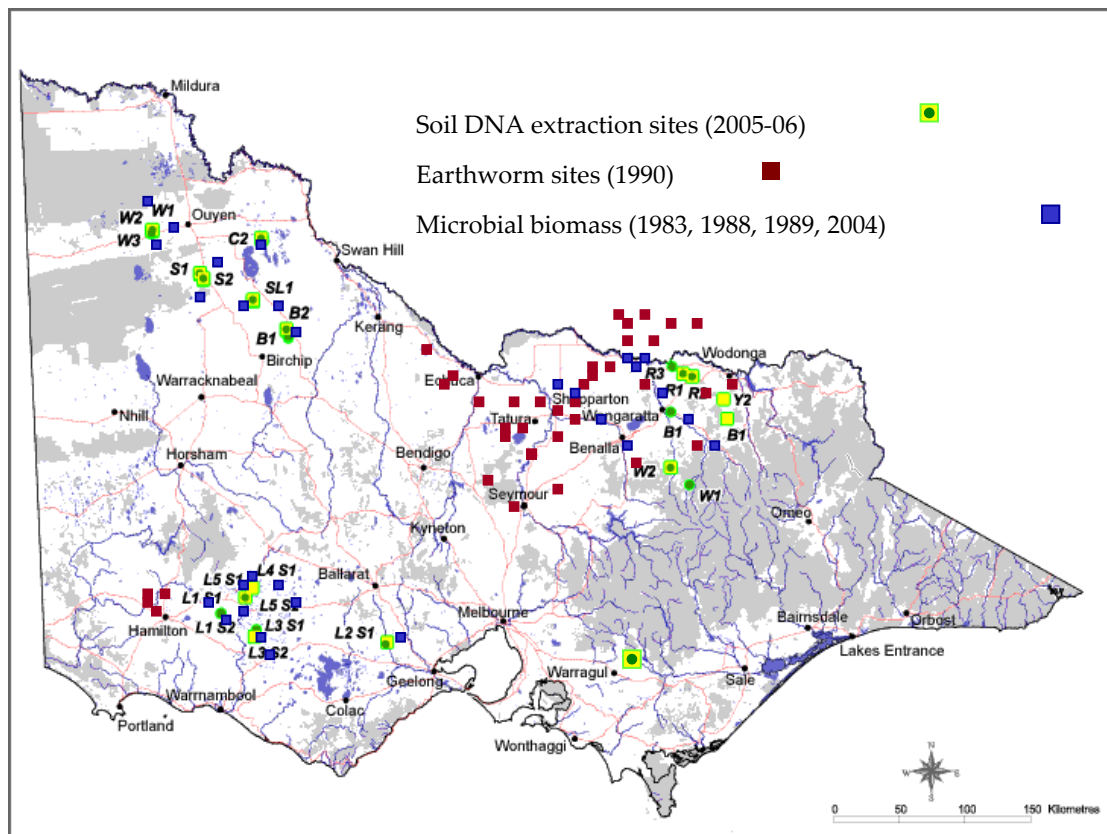 Mildura
Soil DNA extraction sites (2005-06)
Earthworm sites (1990)
Microbial biomass (1983, 1988, 1989, 2004)
W2 W1
Ouyen
W3
C2
Swan Hill
S1
S2
SL1
B2
Kerang
B1
Birchip
Wodonga
R3
Echuca
Warracknabeal
R1
Y2
Shepparton
Nhill
Tatura
Wangaratta
B1
B1
Benalla
Horsham
Bendigo
W2
W1
Seymour
Omeo
Kyneton
L5 S1
L4 S1
Ballarat
L1 S1
L5
Hamilton
L1 S2
L3 S1
L2 S1
Melbourne
Bairnsdale
Orbost
L3 S2
Lakes Entrance
Geelong
Warragul
Sale
Warrnambool
Colac
Portland
Wonthaggi
N
W E
S
0 50 100 150 Kilometres